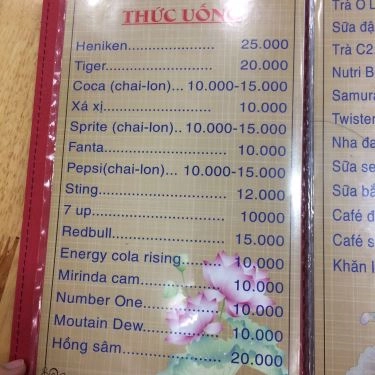 THỨC UỐNG
Heniken..................... 25.000
Tiger........................... 20.000
Coca (chai-lon)... 10.000-15.000
Xá xị........................... 10.000
Sprite (chai-lon).. 10.000-15.000
Fanta.......................... 10.000
Pepsi(chai-lon)... 10.000-15.000
Sting........................... 12.000
7 up............................ 10000
Redbull...................... 15.000
Energy cola rising..... 10.000
Mirinda cam............... 10.000
Number One.............. 10.000
Moutain Dew.............. 10.000
Hồng sâm.................. 20.000
Trà Ô L
Sữa đậ
Trà C2
Nutri B
Samura
Twister
Nha đa
Sữa
Sữa
Café đ
Café
Khăn l